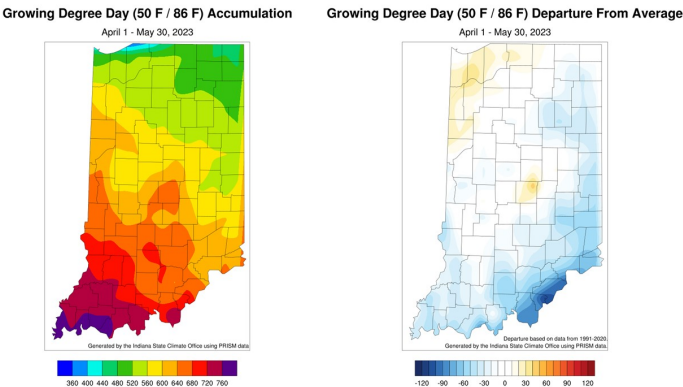 Growing Degree Day (50 F / 86 F) Accumulation
April 1 - May 30, 2023
Generated by the Indiana State Climate Office using PRISM data.
360 400 440 480 520 560 600 640 680 720 760
Growing Degree Day (50 F / 86 F) Departure From Average
April 1 - May 30, 2023
Departure based on data from 1991-2020.
Generated by the Indiana State Climate Office using PRISM data.
-120 -90 -60 -30 0 30 60 90 120